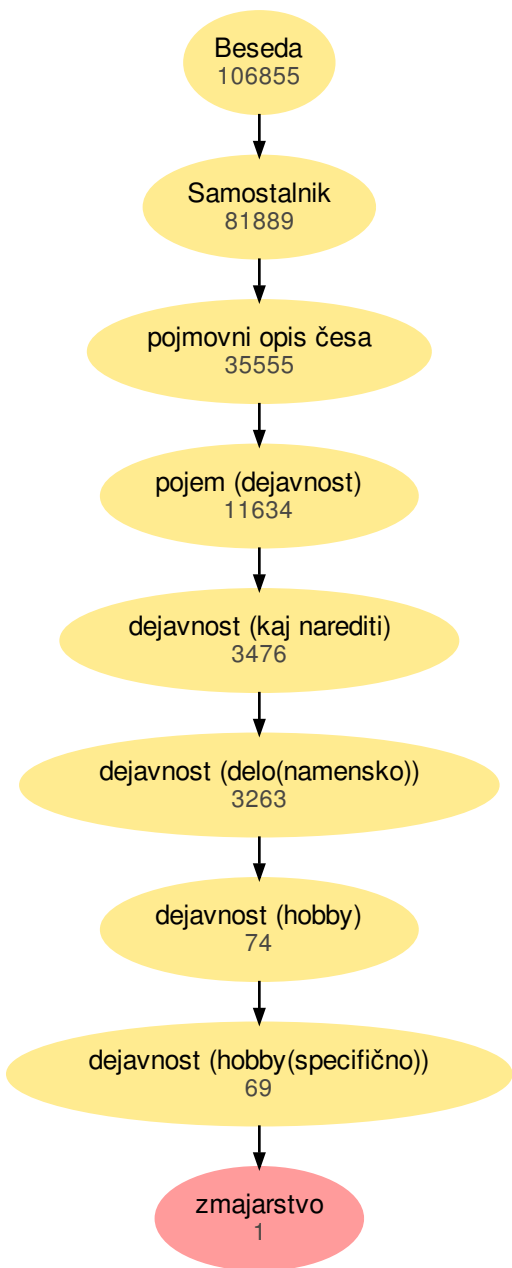 Beseda
106855
Samostalnik
81889
pojmovni opis česa
35555
pojem (dejavnost)
11634
dejavnost (kaj narediti)
3476
dejavnost (delo(namensko))
3263
dejavnost (hobby)
74
dejavnost (hobby(specifično))
69
zmajarstvo
1